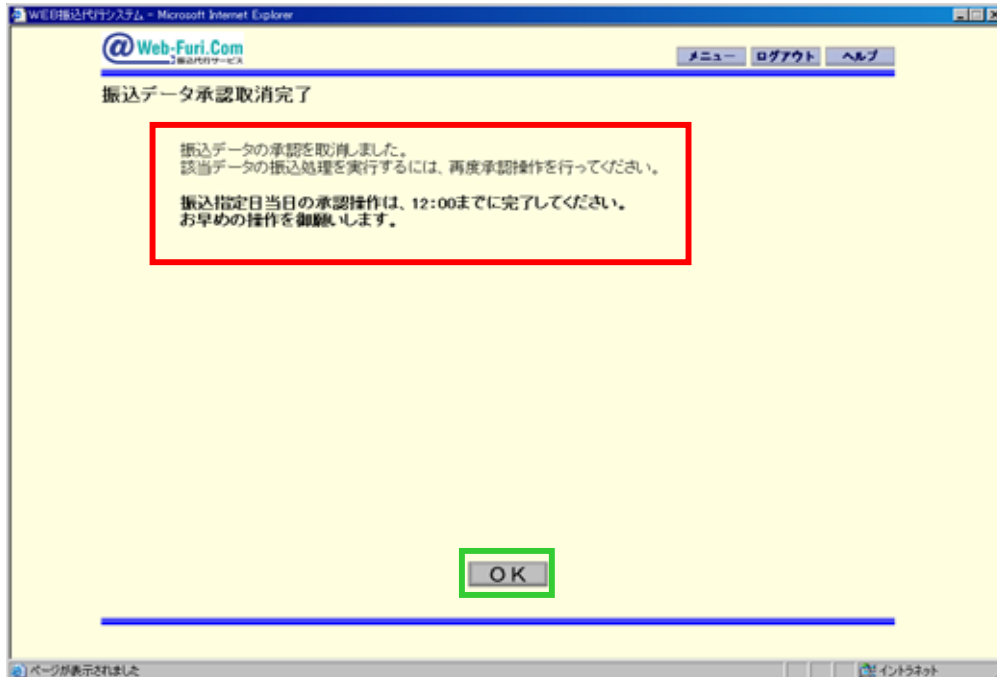 WEB振込代行システム - Microsoft Internet Explorer
@Web-Furi.Com
振込代行サービス
メニュー ログアウト ヘルプ
振込データ承認取消完了
振込データの承認を取消しました。
該当データの振込処理を実行するには、再度承認操作を行ってください。
振込指定日当日の承認操作は、12:00までに完了してください。
お早めの操作を御願いします。
OK
ページが表示されました
イントラネット